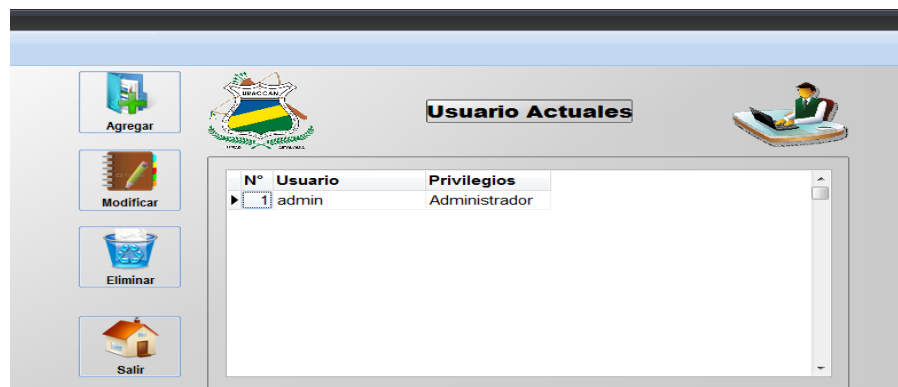 Agregar
Modificar
Eliminar
Salir
URACCAN
Usuario Actuales
N° Usuario Privilegios
1 admin Administrador